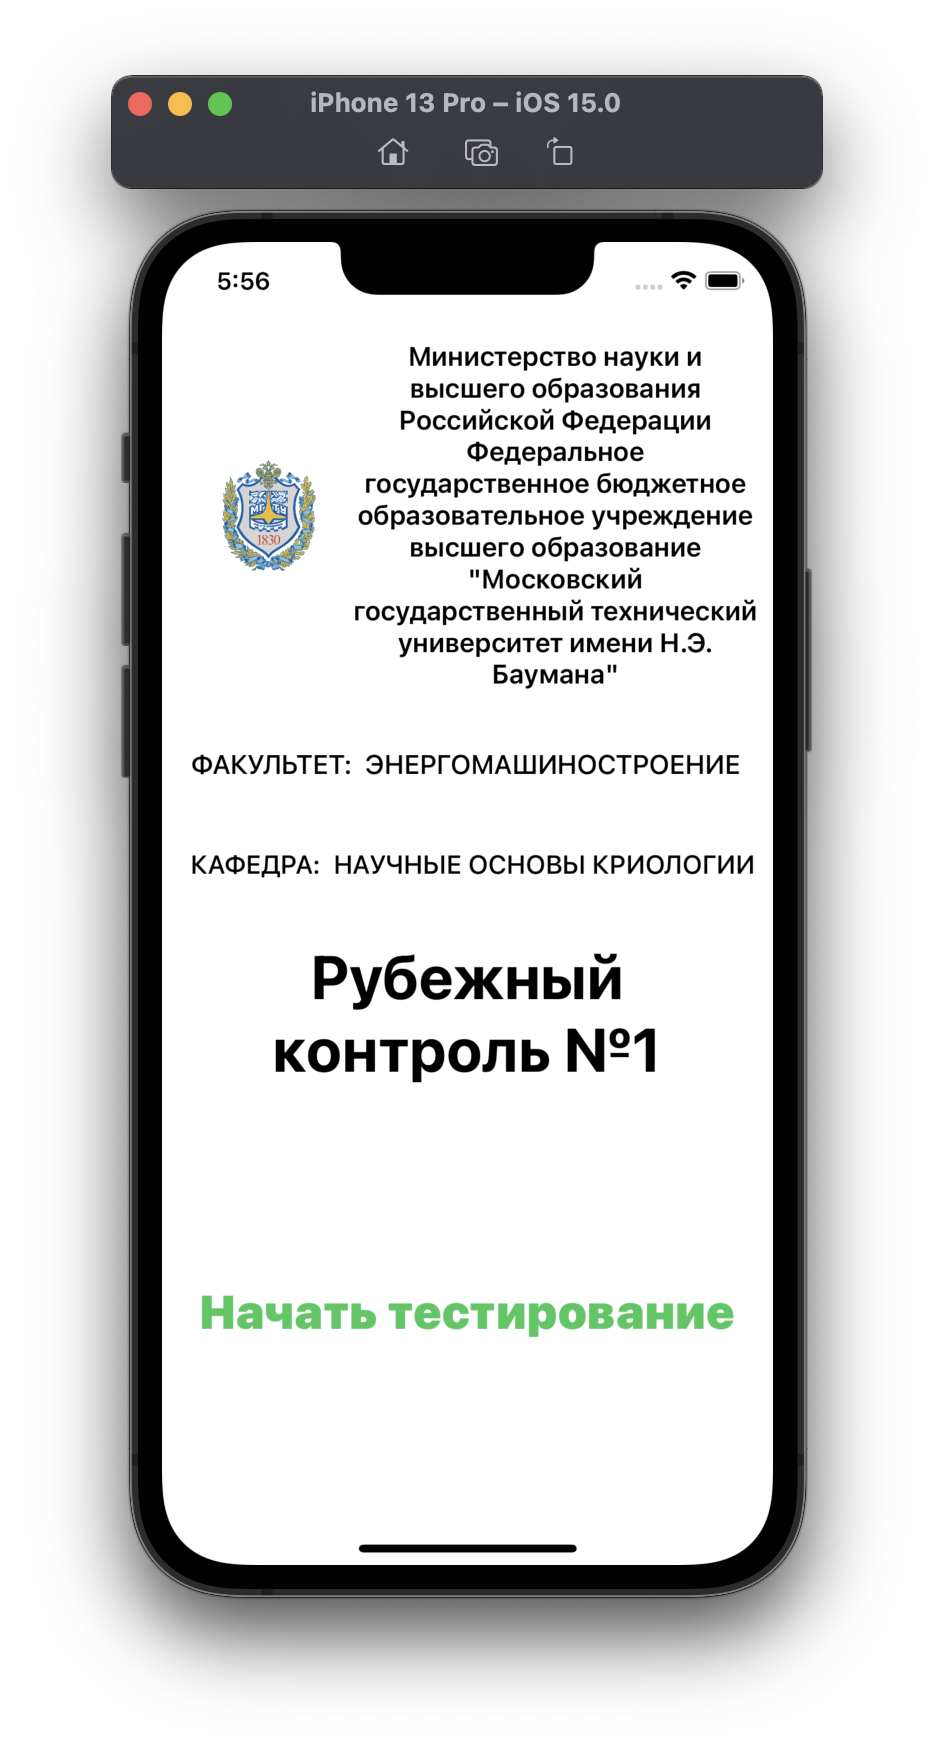 iPhone 13 Pro – iOS 15.0
5:56
Министерство науки и
высшего образования
Российской Федерации
Федеральное
государственное бюджетное
образовательное учреждение
высшего образование
"Московский
государственный технический
университет имени Н.Э.
Баумана"
МГТУ
1830
ФАКУЛЬТЕТ: ЭНЕРГОМАШИНОСТРОЕНИЕ
КАФЕДРА: НАУЧНЫЕ ОСНОВЫ КРИОЛОГИИ
Рубежный
контроль №1
Начать тестирование